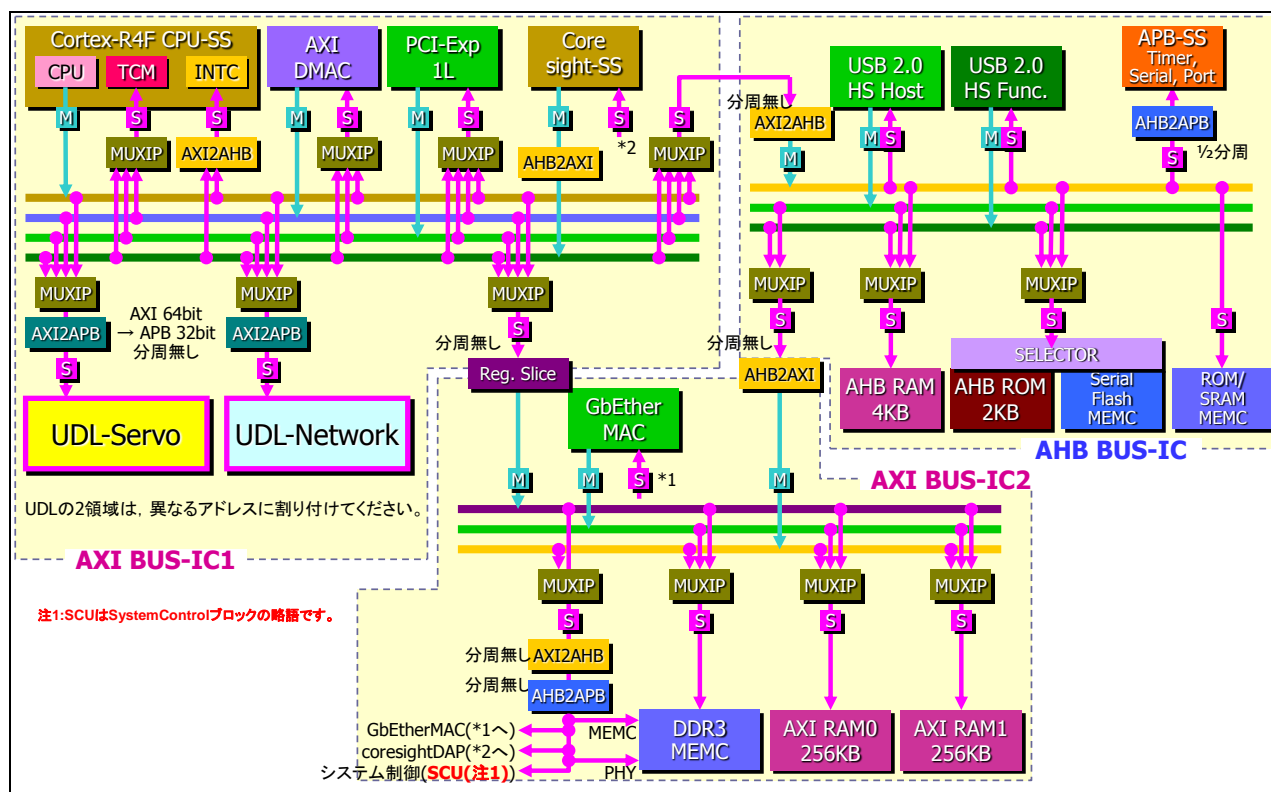 Cortex-R4F CPU-SS
CPU
TCM
INTC
AXI
DMAC
PCI-Exp
1L
Core
sight-SS
M
S
S
M
S
M
S
M
S
*2
S
MUXIP
AXI2AHB
MUXIP
MUXIP
AHB2AXI
MUXIP
MUXIP
MUXIP
MUXIP
AXI2APB
AXI 64bit
→ APB 32bit
分周無し
AXI2APB
S
S
S
分周無し
Reg. Slice
UDL-Servo
UDL-Network
UDLの2領域は，異なるアドレスに割り付けてください。
AXI BUS-IC1
注1:SCUはSystemControlブロックの略語です。
分周無し
AXI2AHB
M
USB 2.0
HS Host
USB 2.0
HS Func.
APB-SS
Timer,
Serial, Port
M
S
M
S
AHB2APB
S
½分周
MUXIP
MUXIP
MUXIP
S
S
S
S
分周無し
AHB2AXI
SELECTOR
AHB RAM
4KB
AHB ROM
2KB
Serial
Flash
MEMC
ROM/
SRAM
MEMC
AHB BUS-IC
AXI BUS-IC2
GbEther
MAC
M
M
S
*1
M
MUXIP
MUXIP
MUXIP
MUXIP
S
S
S
S
分周無し
AXI2AHB
分周無し
AHB2APB
GbEtherMAC(*1へ)
coresightDAP(*2へ)
システム制御(SCU(注1))
MEMC
PHY
DDR3
MEMC
AXI RAM0
256KB
AXI RAM1
256KB